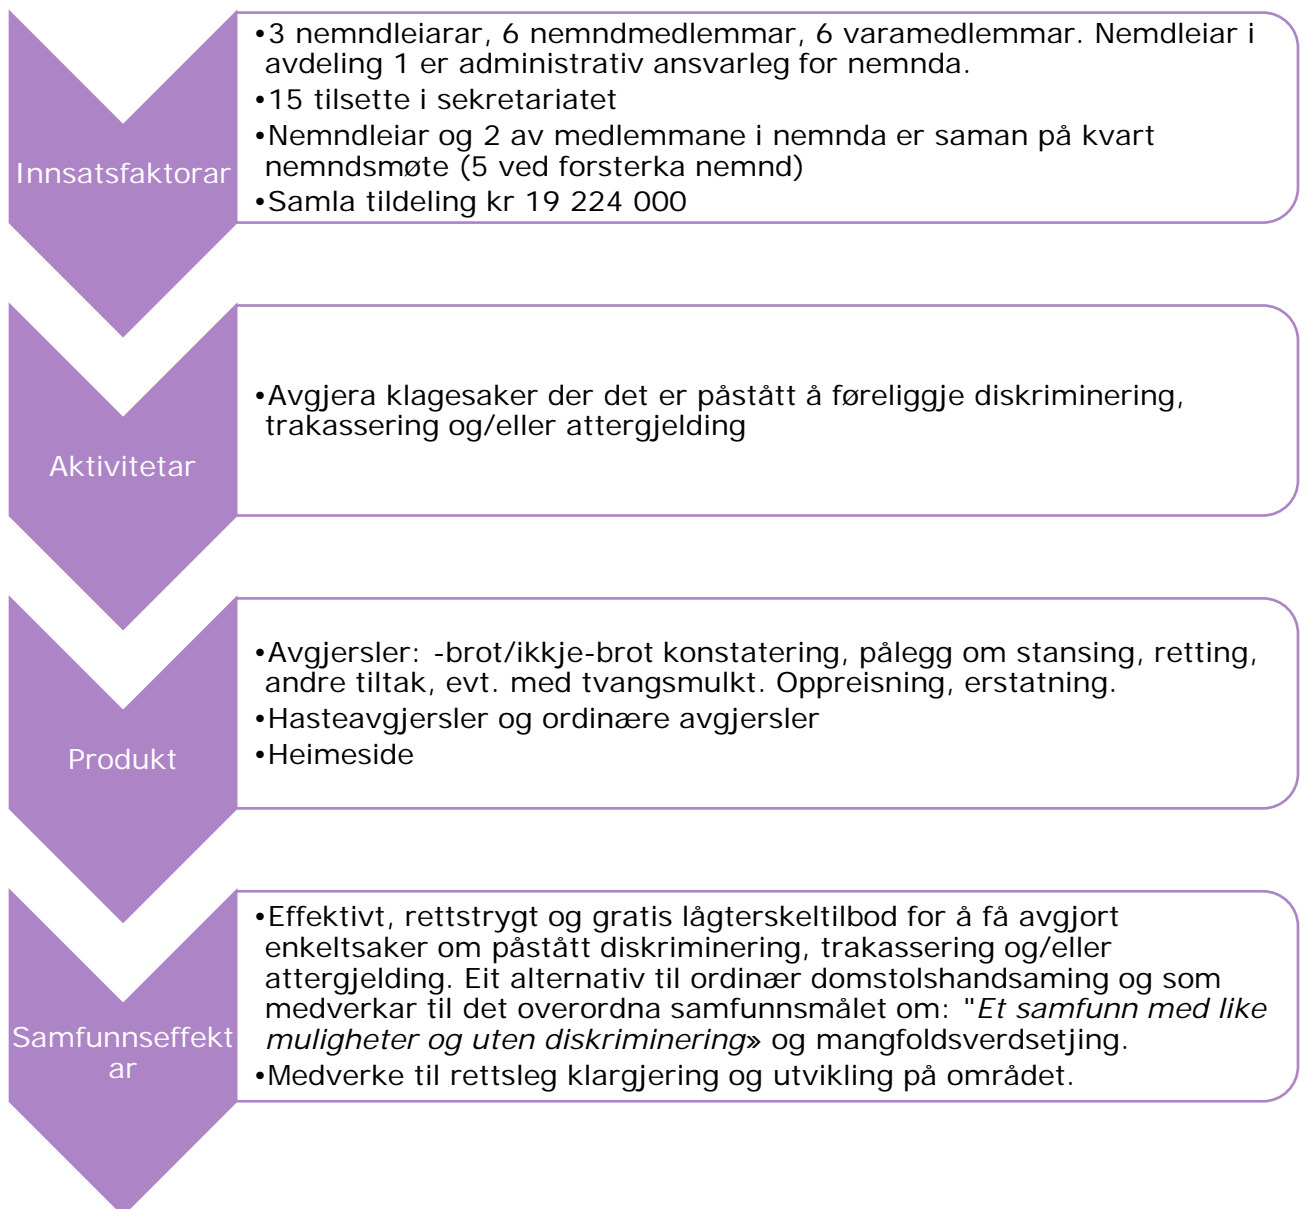 Innsatsfaktorar
•3 nemndleiarar, 6 nemndmedlemmar, 6 varamedlemmar. Nemdleiar i
avdeling 1 er administrativ ansvarleg for nemnda.
•15 tilsette i sekretariatet
•Nemndleiar og 2 av medlemmane i nemnda er saman på kvart
nemndsmøte (5 ved forsterka nemnd)
•Samla tildeling kr 19 224 000
Aktivitetar
•Avgjera klagesaker der det er påstått å føreliggje diskriminering,
trakassering og/eller attergjelding
Produkt
•Avgjersler: -brot/ikkje-brot konstatering, pålegg om stansing, retting,
andre tiltak, evt. med tvangsmulkt. Oppreisning, erstatning.
•Hasteavgjersler og ordinære avgjersler
•Heimeside
Samfunnseffekt
ar
•Effektivt, rettstrygt og gratis lågterskeltilbod for å få avgjort
enkeltsaker om påstått diskriminering, trakassering og/eller
attergjelding. Eit alternativ til ordinær domstolshandsaming og som
medverkar til det overordna samfunnsmålet om: "Et samfunn med like
muligheter og uten diskriminering» og mangfoldsverdsetjing.
•Medverke til rettsleg klargjering og utvikling på området.